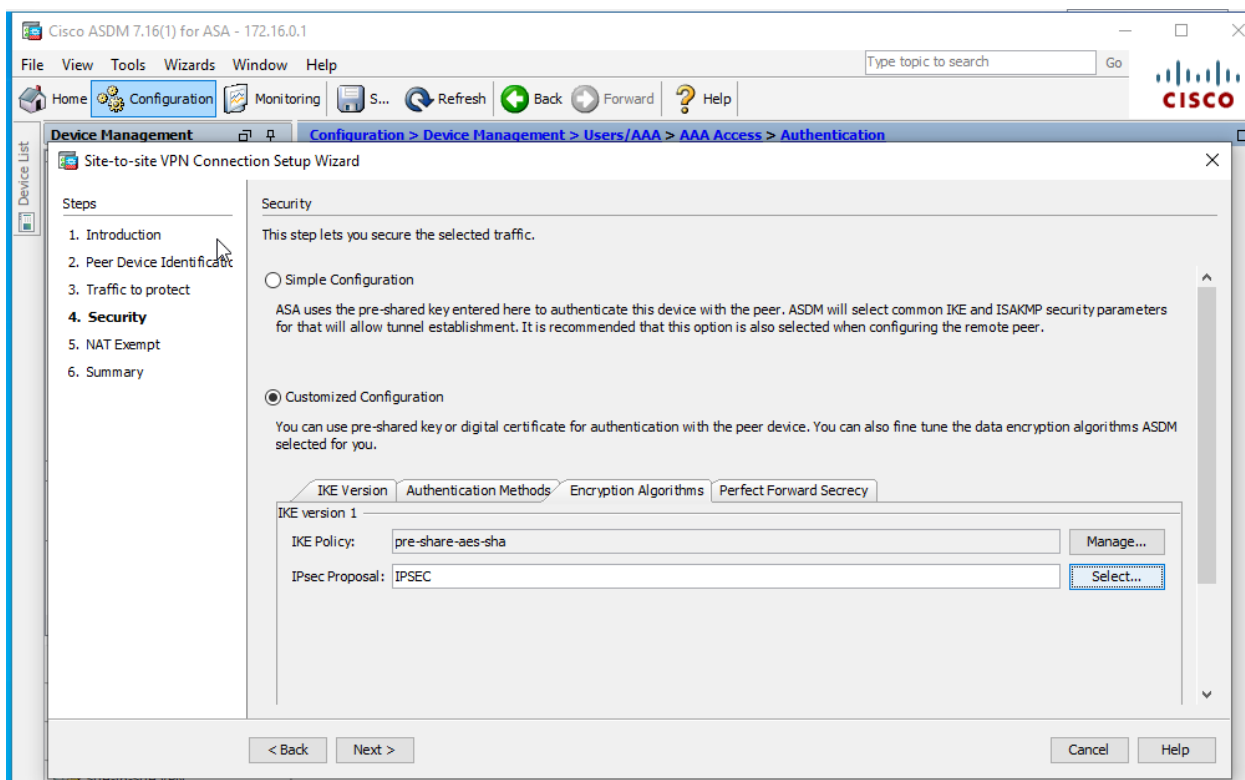 Cisco ASDM 7.16(1) for ASA - 172.16.0.1
File View Tools Wizards Window Help
Type topic to search
Go
Home Configuration Monitoring S... Refresh Back Forward Help
CISCO
Device List
Device Management
Configuration > Device Management > Users/AAA > AAA Access > Authentication
Site-to-site VPN Connection Setup Wizard
Steps
1. Introduction
2. Peer Device Identificatic
3. Traffic to protect
4. Security
5. NAT Exempt
6. Summary
Security
This step lets you secure the selected traffic.
Simple Configuration
ASA uses the pre-shared key entered here to authenticate this device with the peer. ASDM will select common IKE and ISAKMP security parameters
for that will allow tunnel establishment. It is recommended that this option is also selected when configuring the remote peer.
Customized Configuration
You can use pre-shared key or digital certificate for authentication with the peer device. You can also fine tune the data encryption algorithms ASDM
selected for you.
IKE Version Authentication Methods Encryption Algorithms Perfect Forward Secrecy
IKE version 1
IKE Policy: pre-share-aes-sha Manage...
IPsec Proposal: IPSEC Select...
< Back Next > Cancel Help